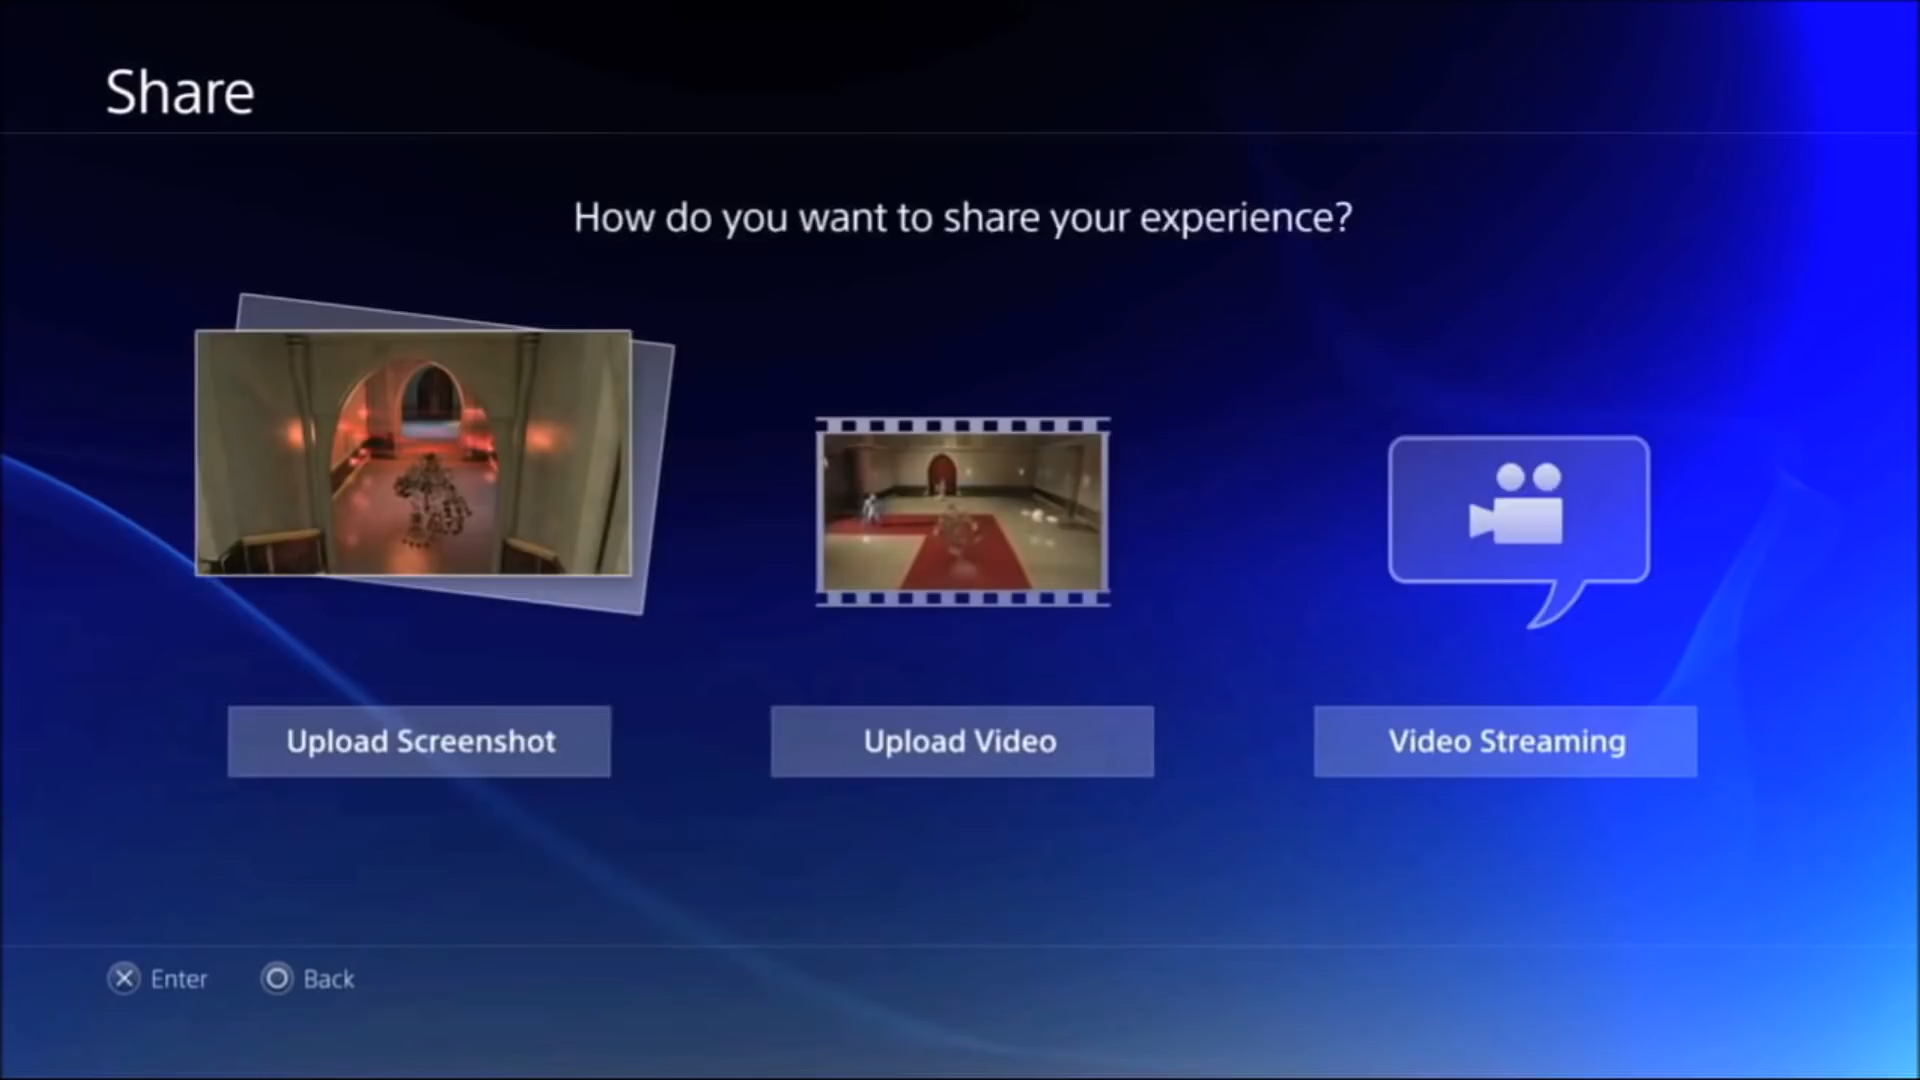 Share
How do you want to share your experience?
Upload Screenshot
Upload Video
Video Streaming
Enter
Back